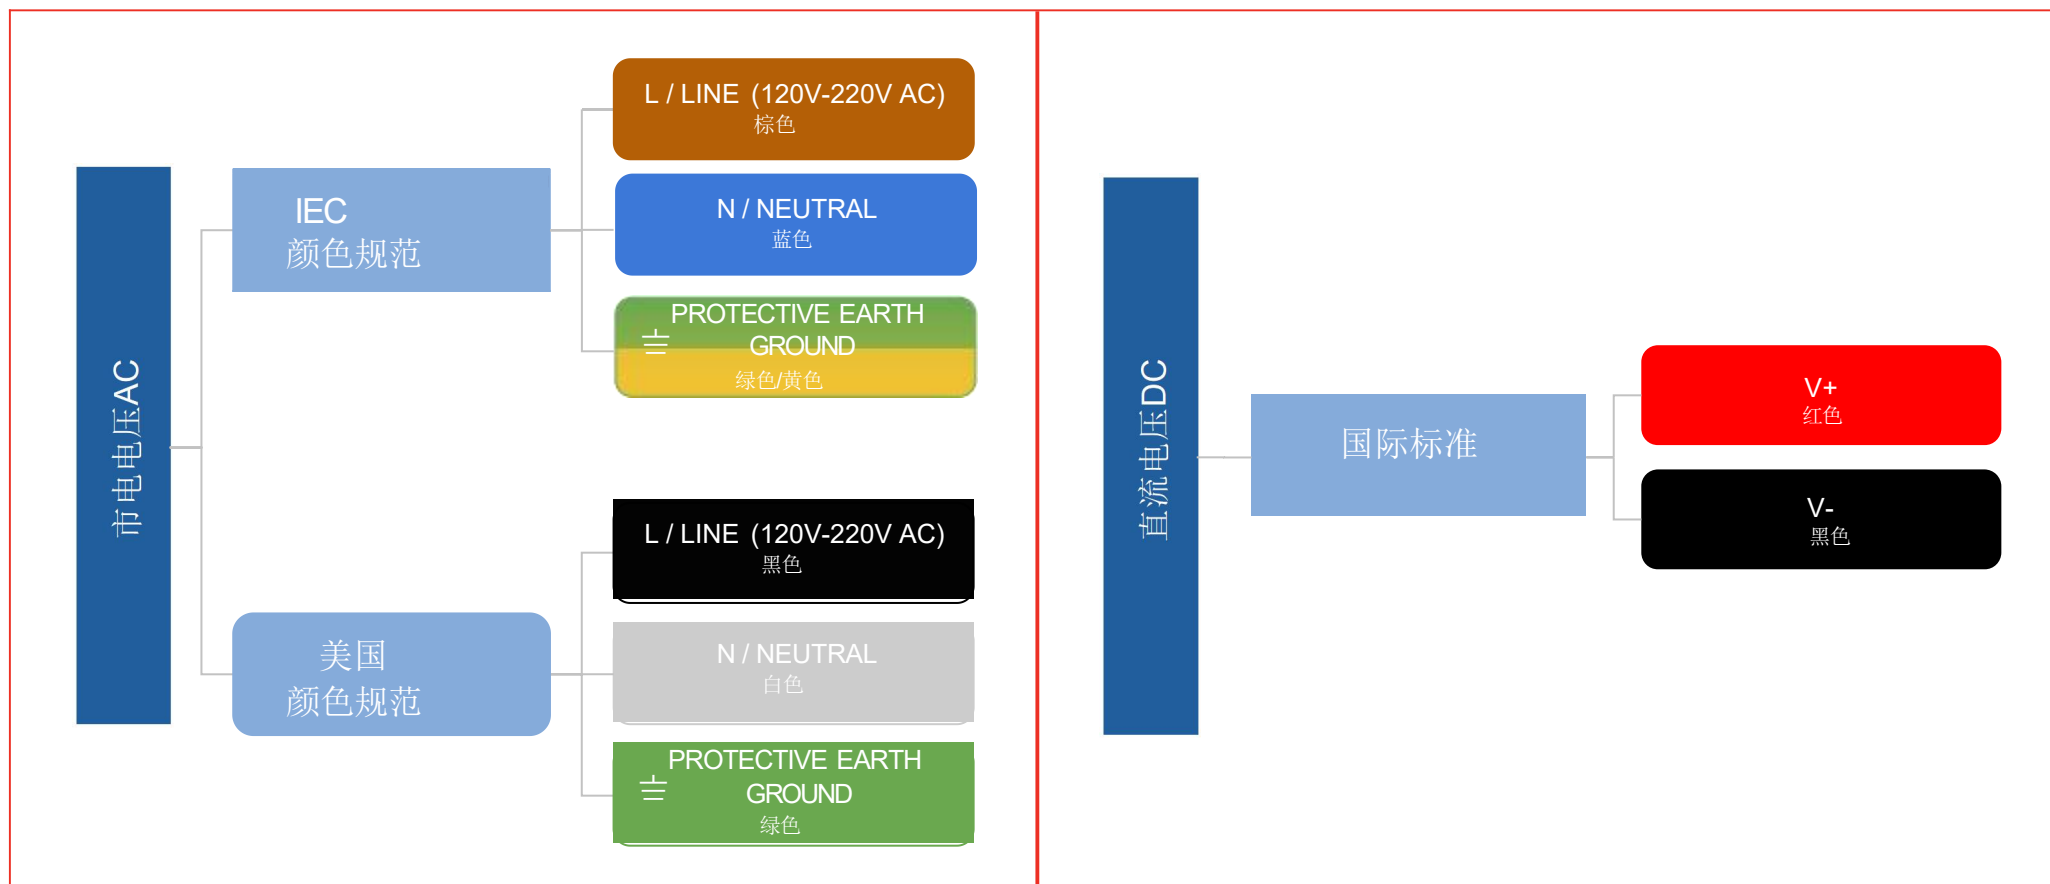 市电电压AC
IEC
颜色规范
L / LINE (120V-220V AC)
棕色
N / NEUTRAL
蓝色
PROTECTIVE EARTH
GROUND
绿色/黄色
美国
颜色规范
L / LINE (120V-220V AC)
黑色
N / NEUTRAL
白色
PROTECTIVE EARTH
GROUND
绿色
直流电压DC
国际标准
V+
红色
V-
黑色